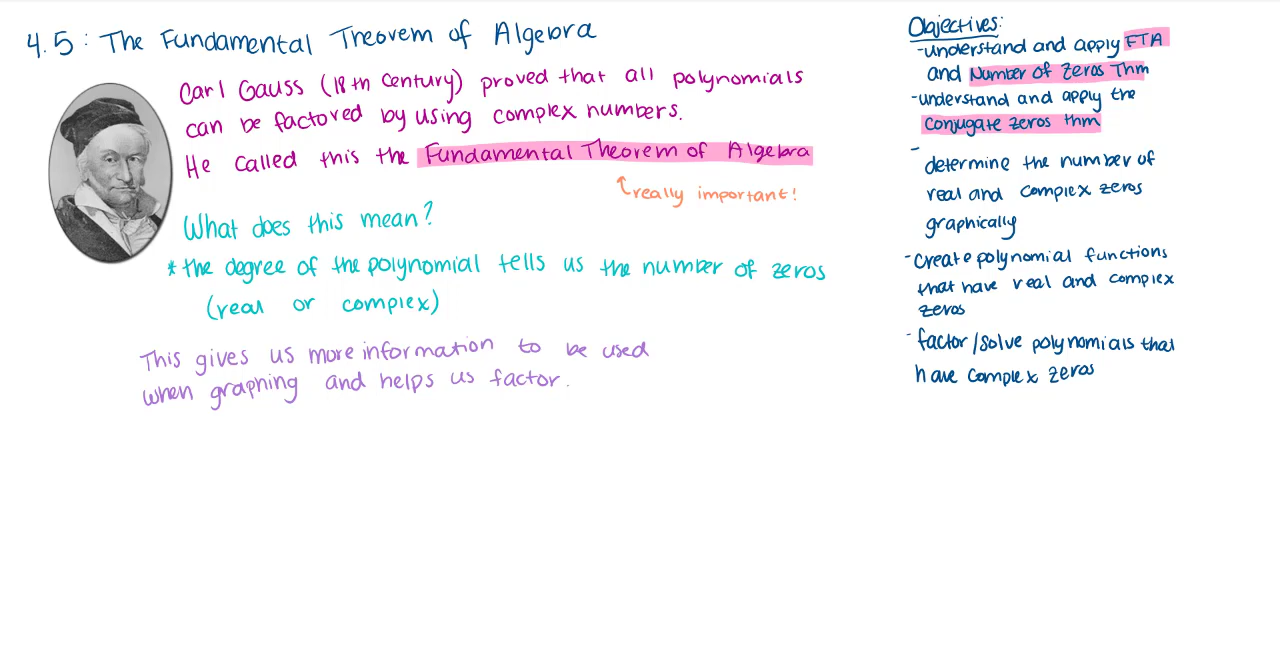 4.5: The Fundamental Theorem of Algebra
Carl Gauss (18th Century) proved that all polynomials
can be factored by using complex numbers.
He called this the Fundamental Theorem of Algebra
really important!
What does this mean?
* the degree of the polynomial tells us the number of zeros
(real or complex)
This gives us more information to be used
when graphing and helps us factor.
Objectives:
-understand and apply FTA
and Number of Zeros Thm
-understand and apply the
Conjugate zeros thm
-
determine the number of
real and complex zeros
graphically
-create polynomial functions
that have real and complex
zeros
- factor/solve polynomials that
have complex zeros